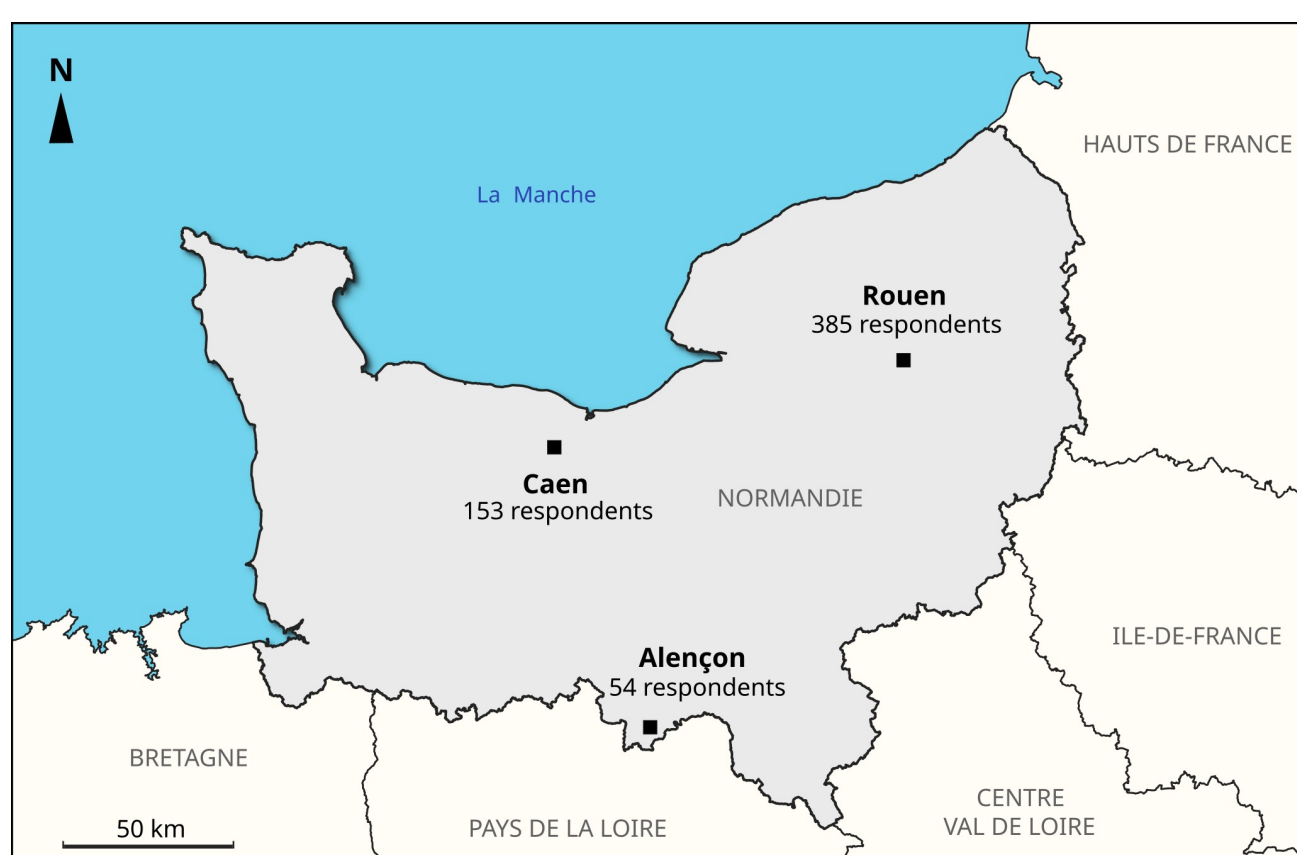 N
HAUTS DE FRANCE
La Manche
Rouen
385 respondents
Caen
153 respondents
NORMANDIE
ILE-DE-FRANCE
Alençon
54 respondents
BRETAGNE
CENTRE
VAL DE LOIRE
PAYS DE LA LOIRE
50 km